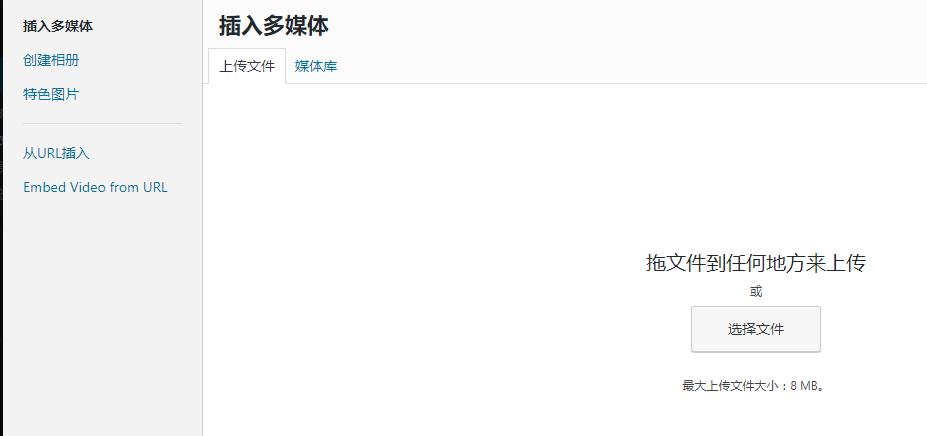 插入多媒体
创建相册
特色图片
从URL插入
Embed Video from URL
插入多媒体
上传文件 媒体库
拖文件到任何地方来上传
或
选择文件
最大上传文件大小：8 MB。